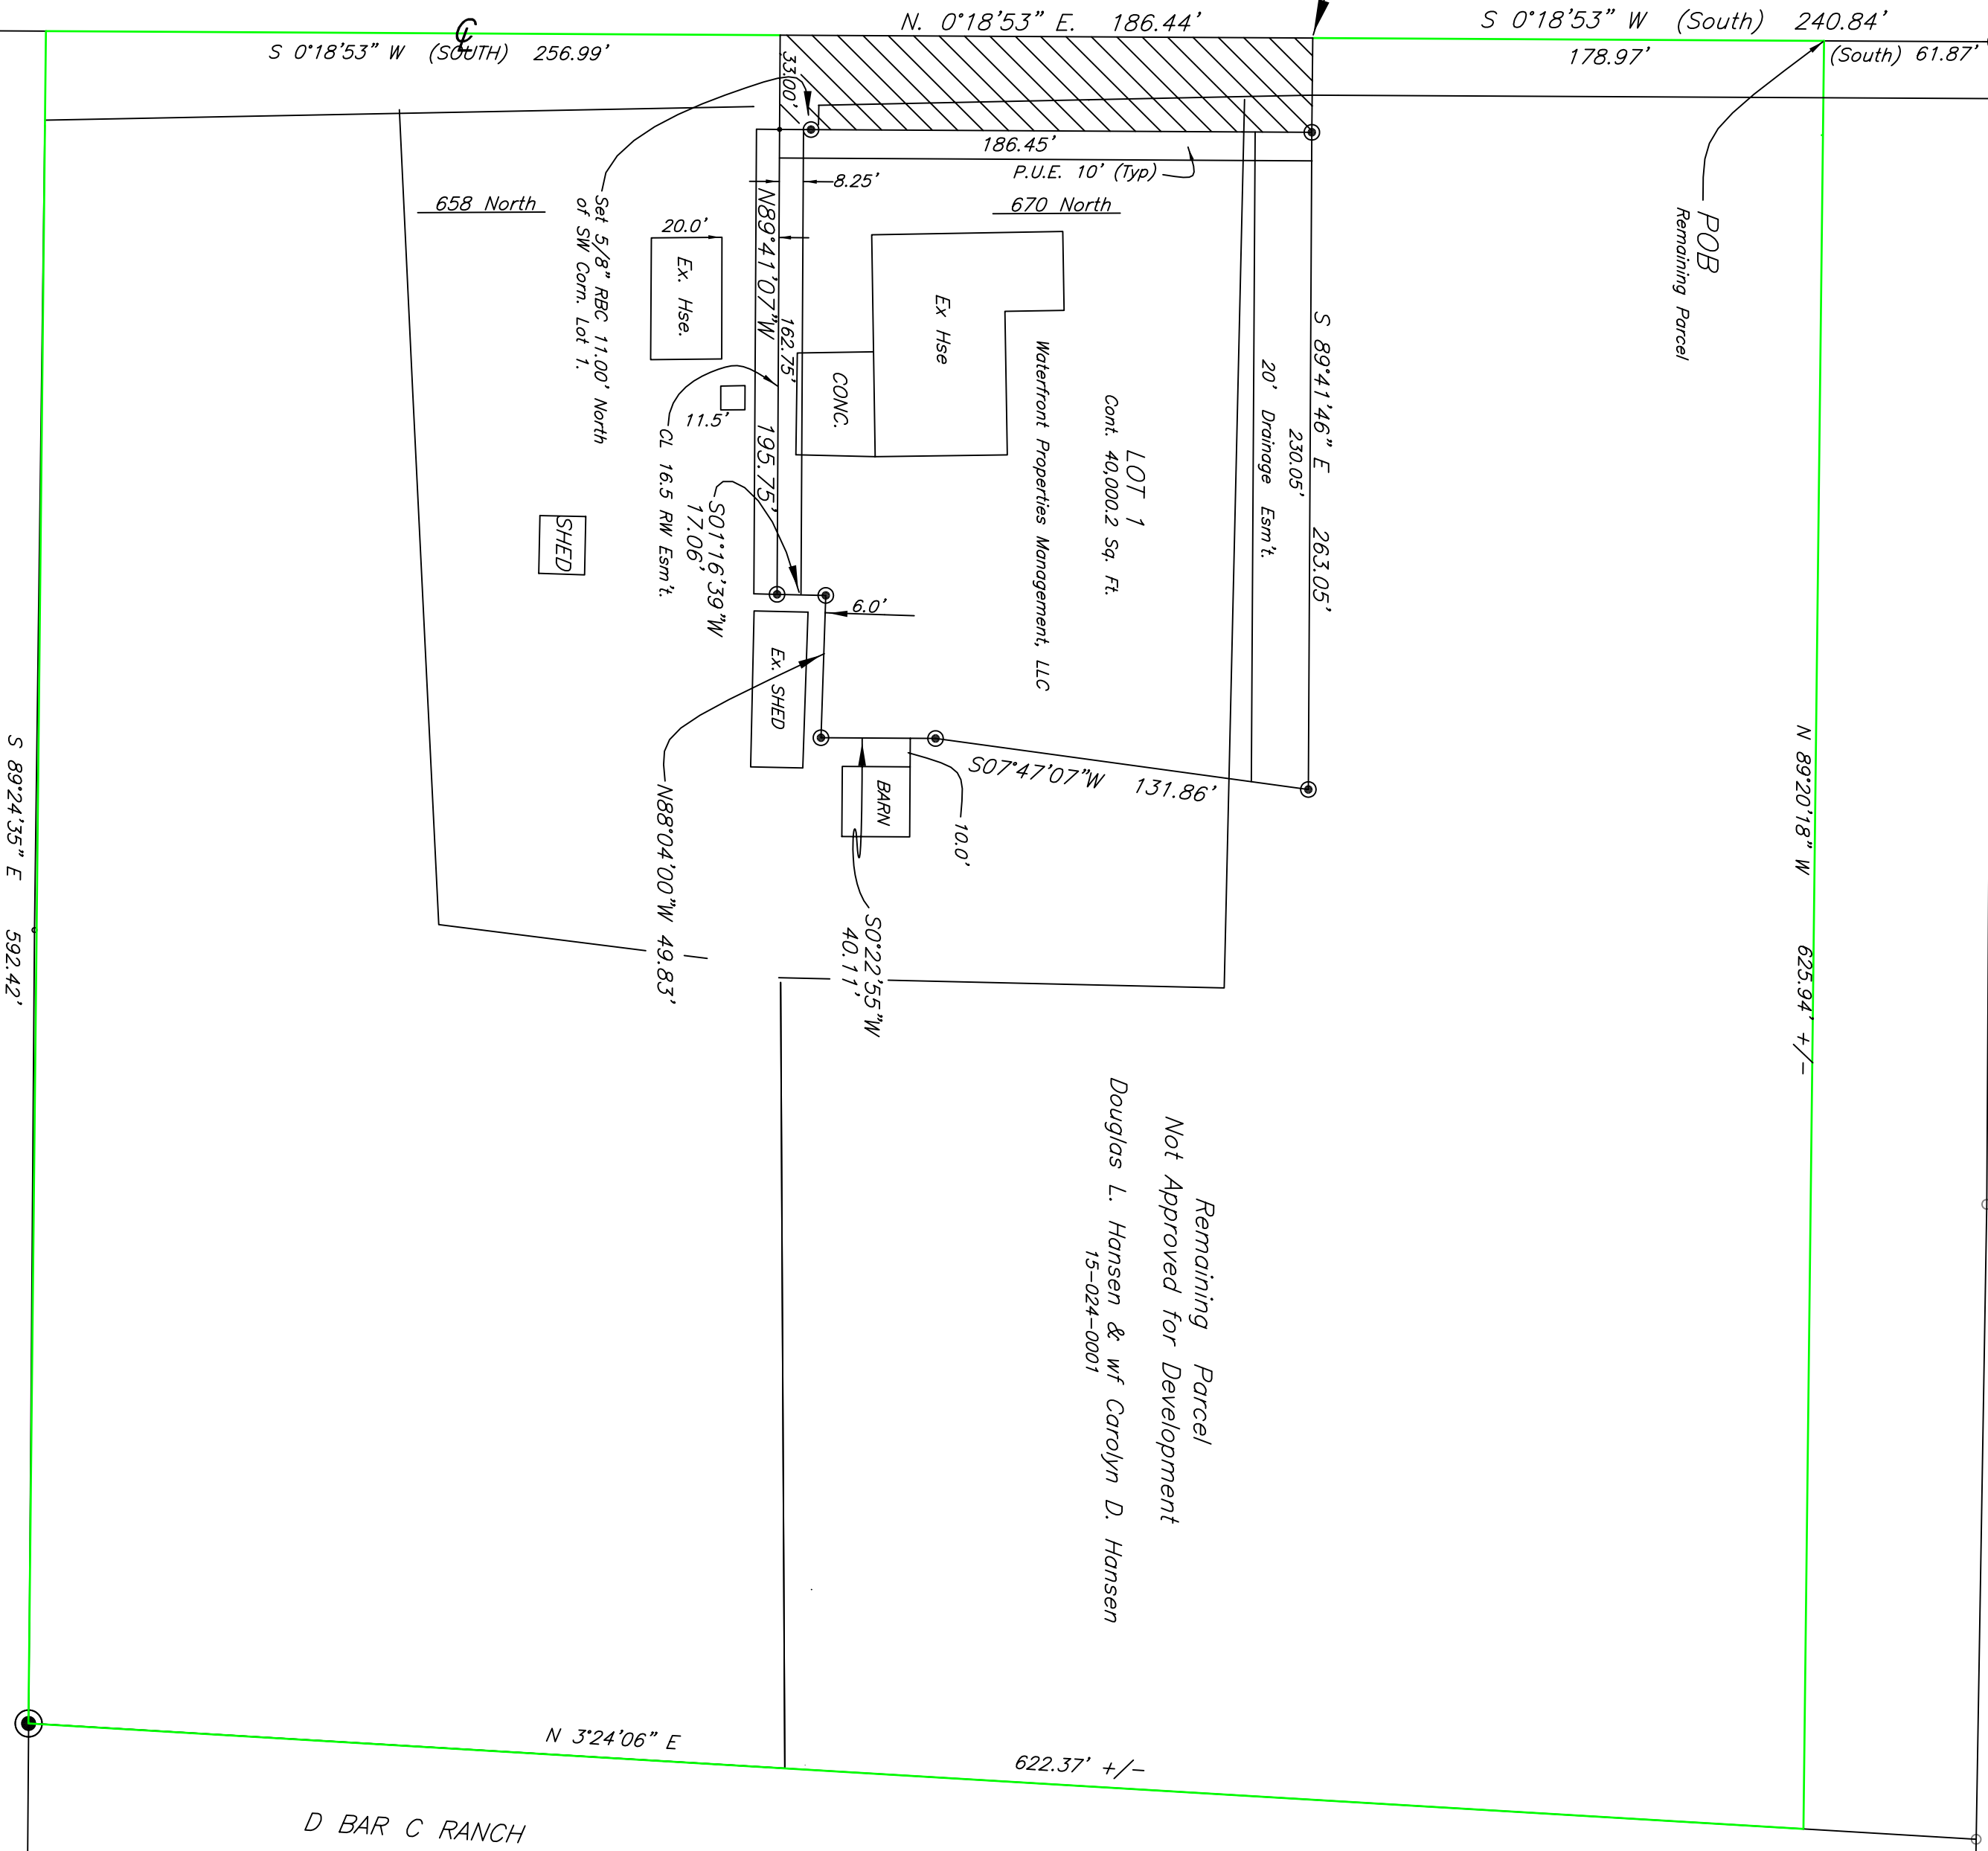 N. 0°18'53" E. 186.44'
S 0°18'53" W (South) 240.84'
℄
S 0°18'53" W (SOUTH) 256.99'
178.97'
(South) 61.87'
33.00'
186.45'
P.U.E. 10' (Typ)
8.25'
658 North
670 North
20.0'
Set 5/8" RBC 11.00' North
of SW Corn. Lot 1.
POB
Remaining Parcel
Ex. Hse.
N89°41'07"W 195.75'
162.75'
Ex Hse
CONC.
11.5'
CL 16.5 RW Esm't.
S01°16'39"W
17.06'
Waterfront Properties Management, LLC
LOT 1
Cont. 40,000.2 Sq. Ft.
20' Drainage Esm't.
230.05'
S 89°41'46" E 263.05'
SHED
6.0'
Ex. SHED
BARN
10.0'
S07°47'07"W 131.86'
N88°04'00"W 49.83'
S0°22'55"W
40.11'
S 89°24'35" E 592.42'
N 89°20'18" W 625.94' +/-
Remaining Parcel
Not Approved for Development
Douglas L. Hansen & wf Carolyn D. Hansen
15-024-0001
N 3°24'06" E
622.37' +/-
D BAR C RANCH